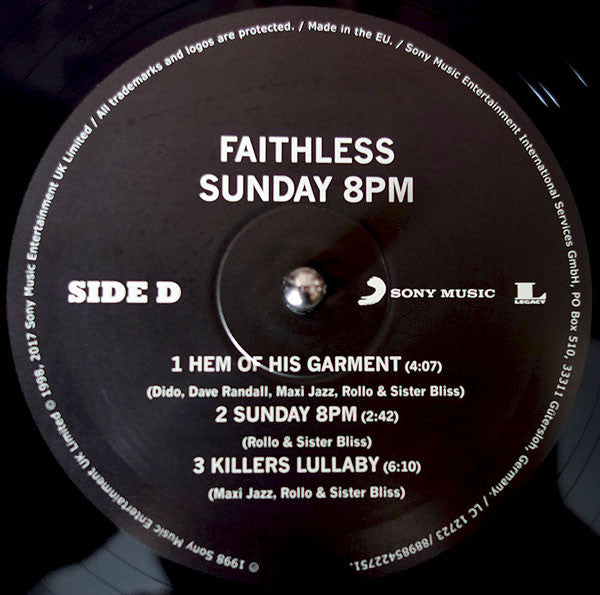 FAITHLESS
SUNDAY 8PM
SIDE D
SONY MUSIC
L
LEGACY
1 HEM OF HIS GARMENT (4:07)
(Dido, Dave Randall, Maxi Jazz, Rollo & Sister Bliss)
2 SUNDAY 8PM (2:42)
(Rollo & Sister Bliss)
3 KILLERS LULLABY (6:10)
(Maxi Jazz, Rollo & Sister Bliss)
℗ 1998 Sony Music Entertainment UK Limited © 1998, 2017 Sony Music Entertainment UK Limited / All trademarks and logos are protected. / Made in the EU. / Sony Music Entertainment International Services GmbH, PO Box 510, 33311 Gütersloh, Germany. / LC 12723 /88985422751.